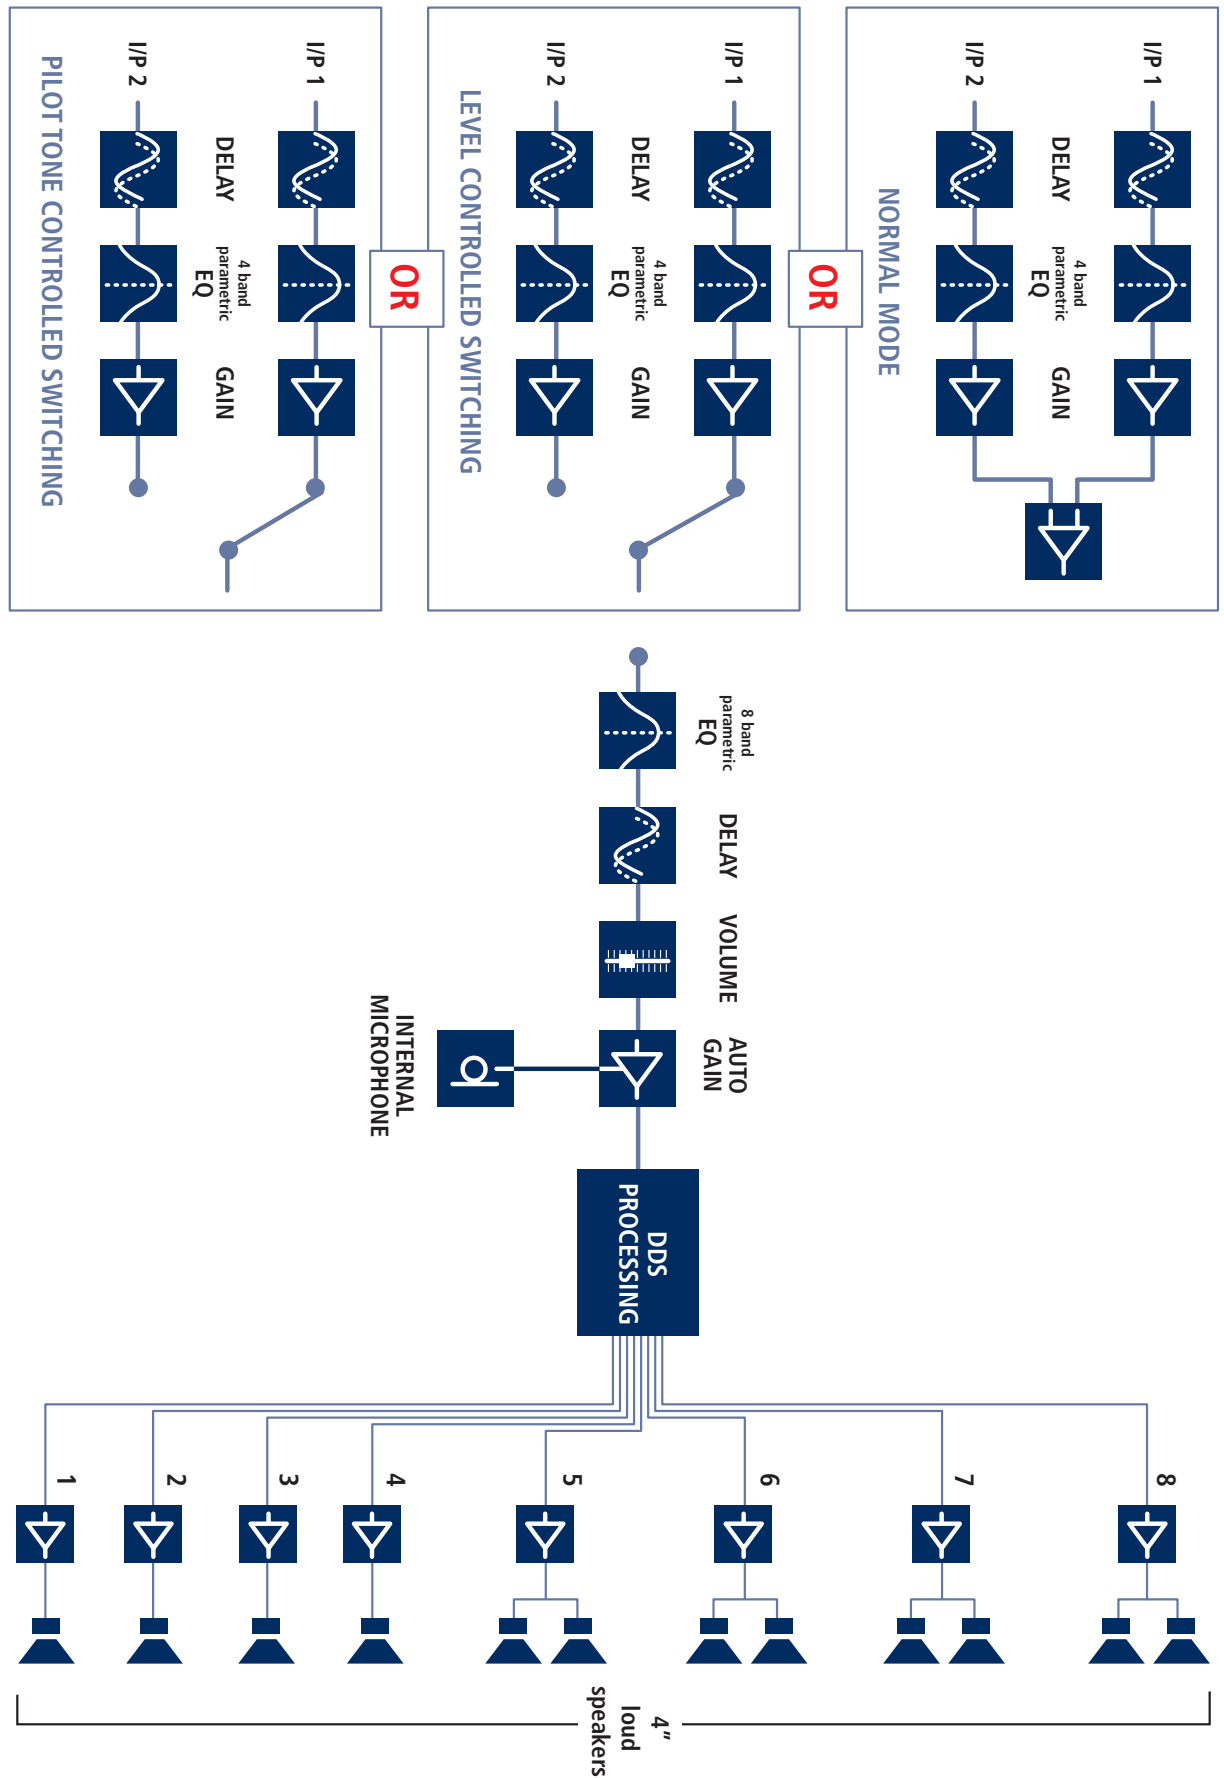 NORMAL MODE
I/P 1
DELAY
4 band
parametric
EQ
GAIN
I/P 2
OR
LEVEL CONTROLLED SWITCHING
I/P 1
DELAY
4 band
parametric
EQ
GAIN
I/P 2
OR
PILOT TONE CONTROLLED SWITCHING
I/P 1
DELAY
4 band
parametric
EQ
GAIN
I/P 2
8 band
parametric
EQ
DELAY
VOLUME
AUTO
GAIN
INTERNAL
MICROPHONE
DDS
PROCESSING
8
7
6
5
4
3
2
1
4”
loud
speakers